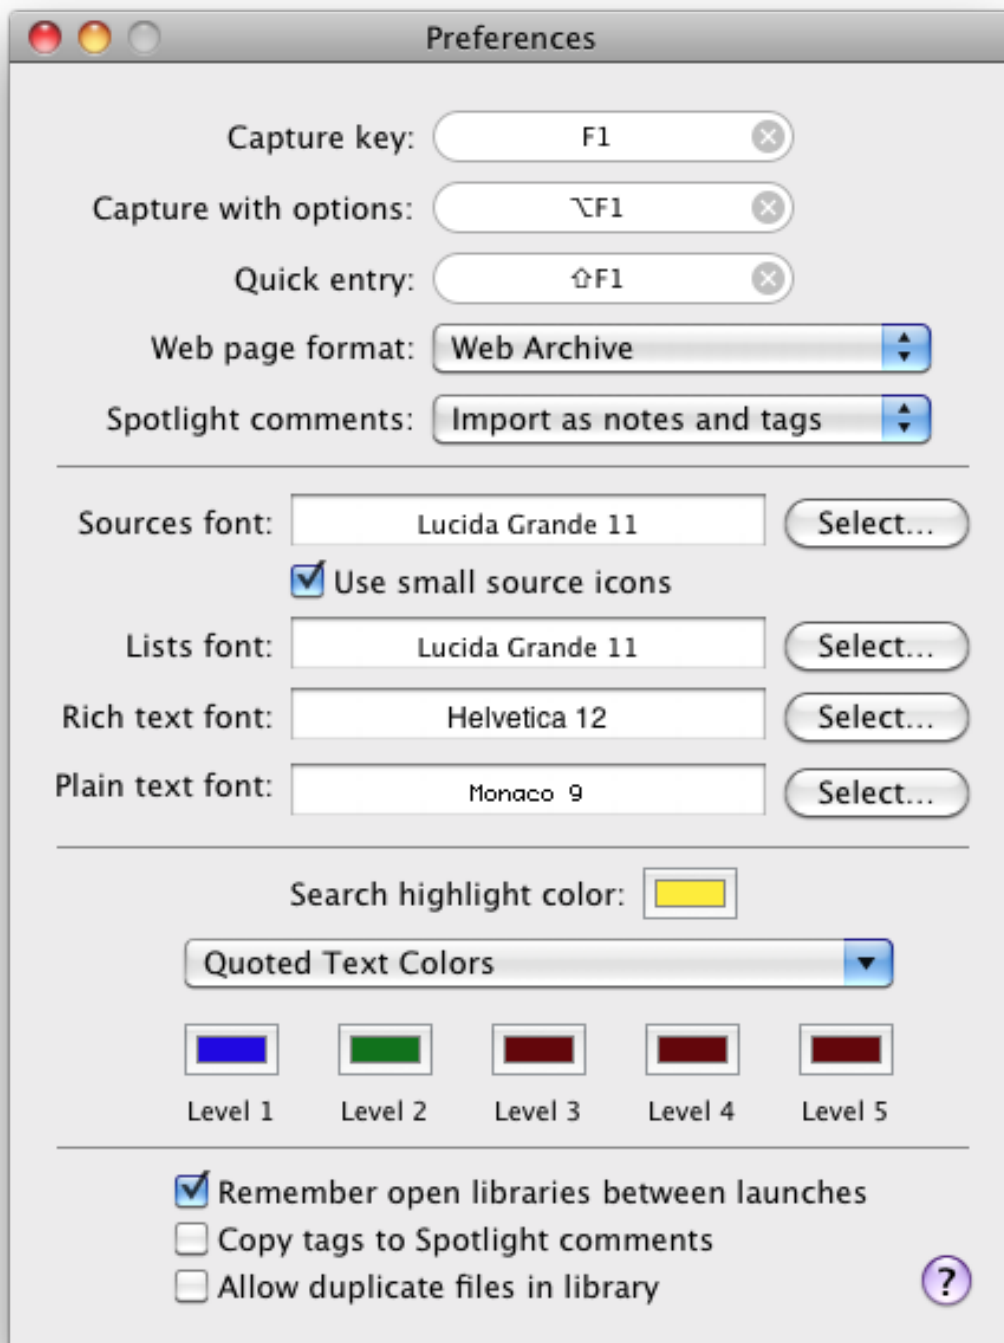 Preferences
Capture key: F1
Capture with options: ⌥F1
Quick entry: ⇧F1
Web page format: Web Archive
Spotlight comments: Import as notes and tags
Sources font: Lucida Grande 11 Select...
Use small source icons
Lists font: Lucida Grande 11 Select...
Rich text font: Helvetica 12 Select...
Plain text font: Monaco 9 Select...
Search highlight color:
Quoted Text Colors
Level 1 Level 2 Level 3 Level 4 Level 5
Remember open libraries between launches
Copy tags to Spotlight comments
Allow duplicate files in library
?